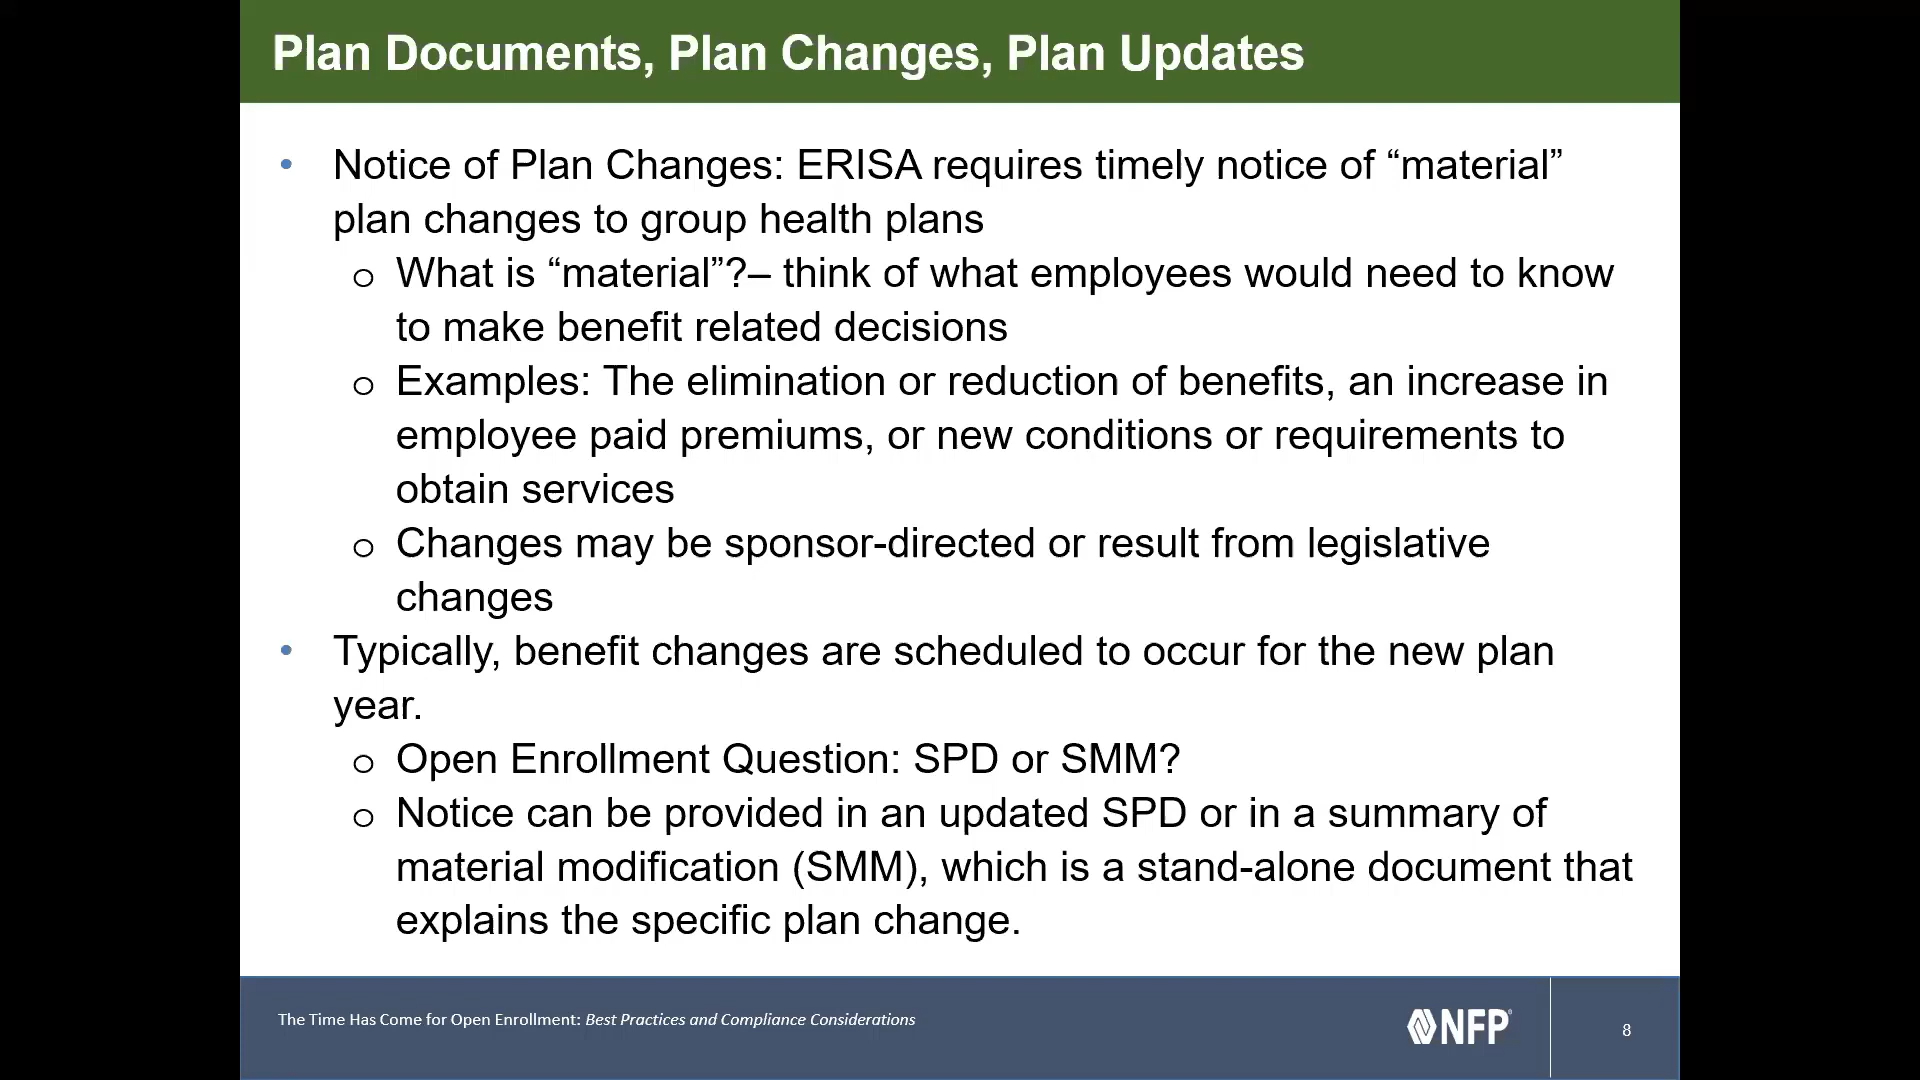 Plan Documents, Plan Changes, Plan Updates
• Notice of Plan Changes: ERISA requires timely notice of “material”
plan changes to group health plans
o What is “material”?– think of what employees would need to know
to make benefit related decisions
o Examples: The elimination or reduction of benefits, an increase in
employee paid premiums, or new conditions or requirements to
obtain services
o Changes may be sponsor-directed or result from legislative
changes
• Typically, benefit changes are scheduled to occur for the new plan
year.
o Open Enrollment Question: SPD or SMM?
o Notice can be provided in an updated SPD or in a summary of
material modification (SMM), which is a stand-alone document that
explains the specific plan change.
The Time Has Come for Open Enrollment: Best Practices and Compliance Considerations
NFP
8